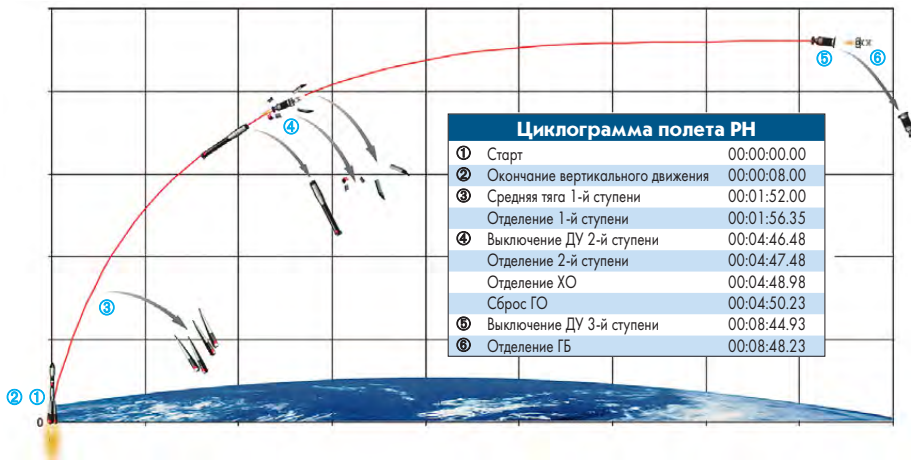 ⑤
⑥
④
Циклограмма полета РН
① Старт 00:00:00.00
② Окончание вертикального движения 00:00:08.00
③ Средняя тяга 1-й ступени 00:01:52.00
Отделение 1-й ступени 00:01:56.35
④ Выключение ДУ 2-й ступени 00:04:46.48
Отделение 2-й ступени 00:04:47.48
Отделение ХО 00:04:48.98
Сброс ГО 00:04:50.23
⑤ Выключение ДУ 3-й ступени 00:08:44.93
⑥ Отделение ГБ 00:08:48.23
③
② ①
0